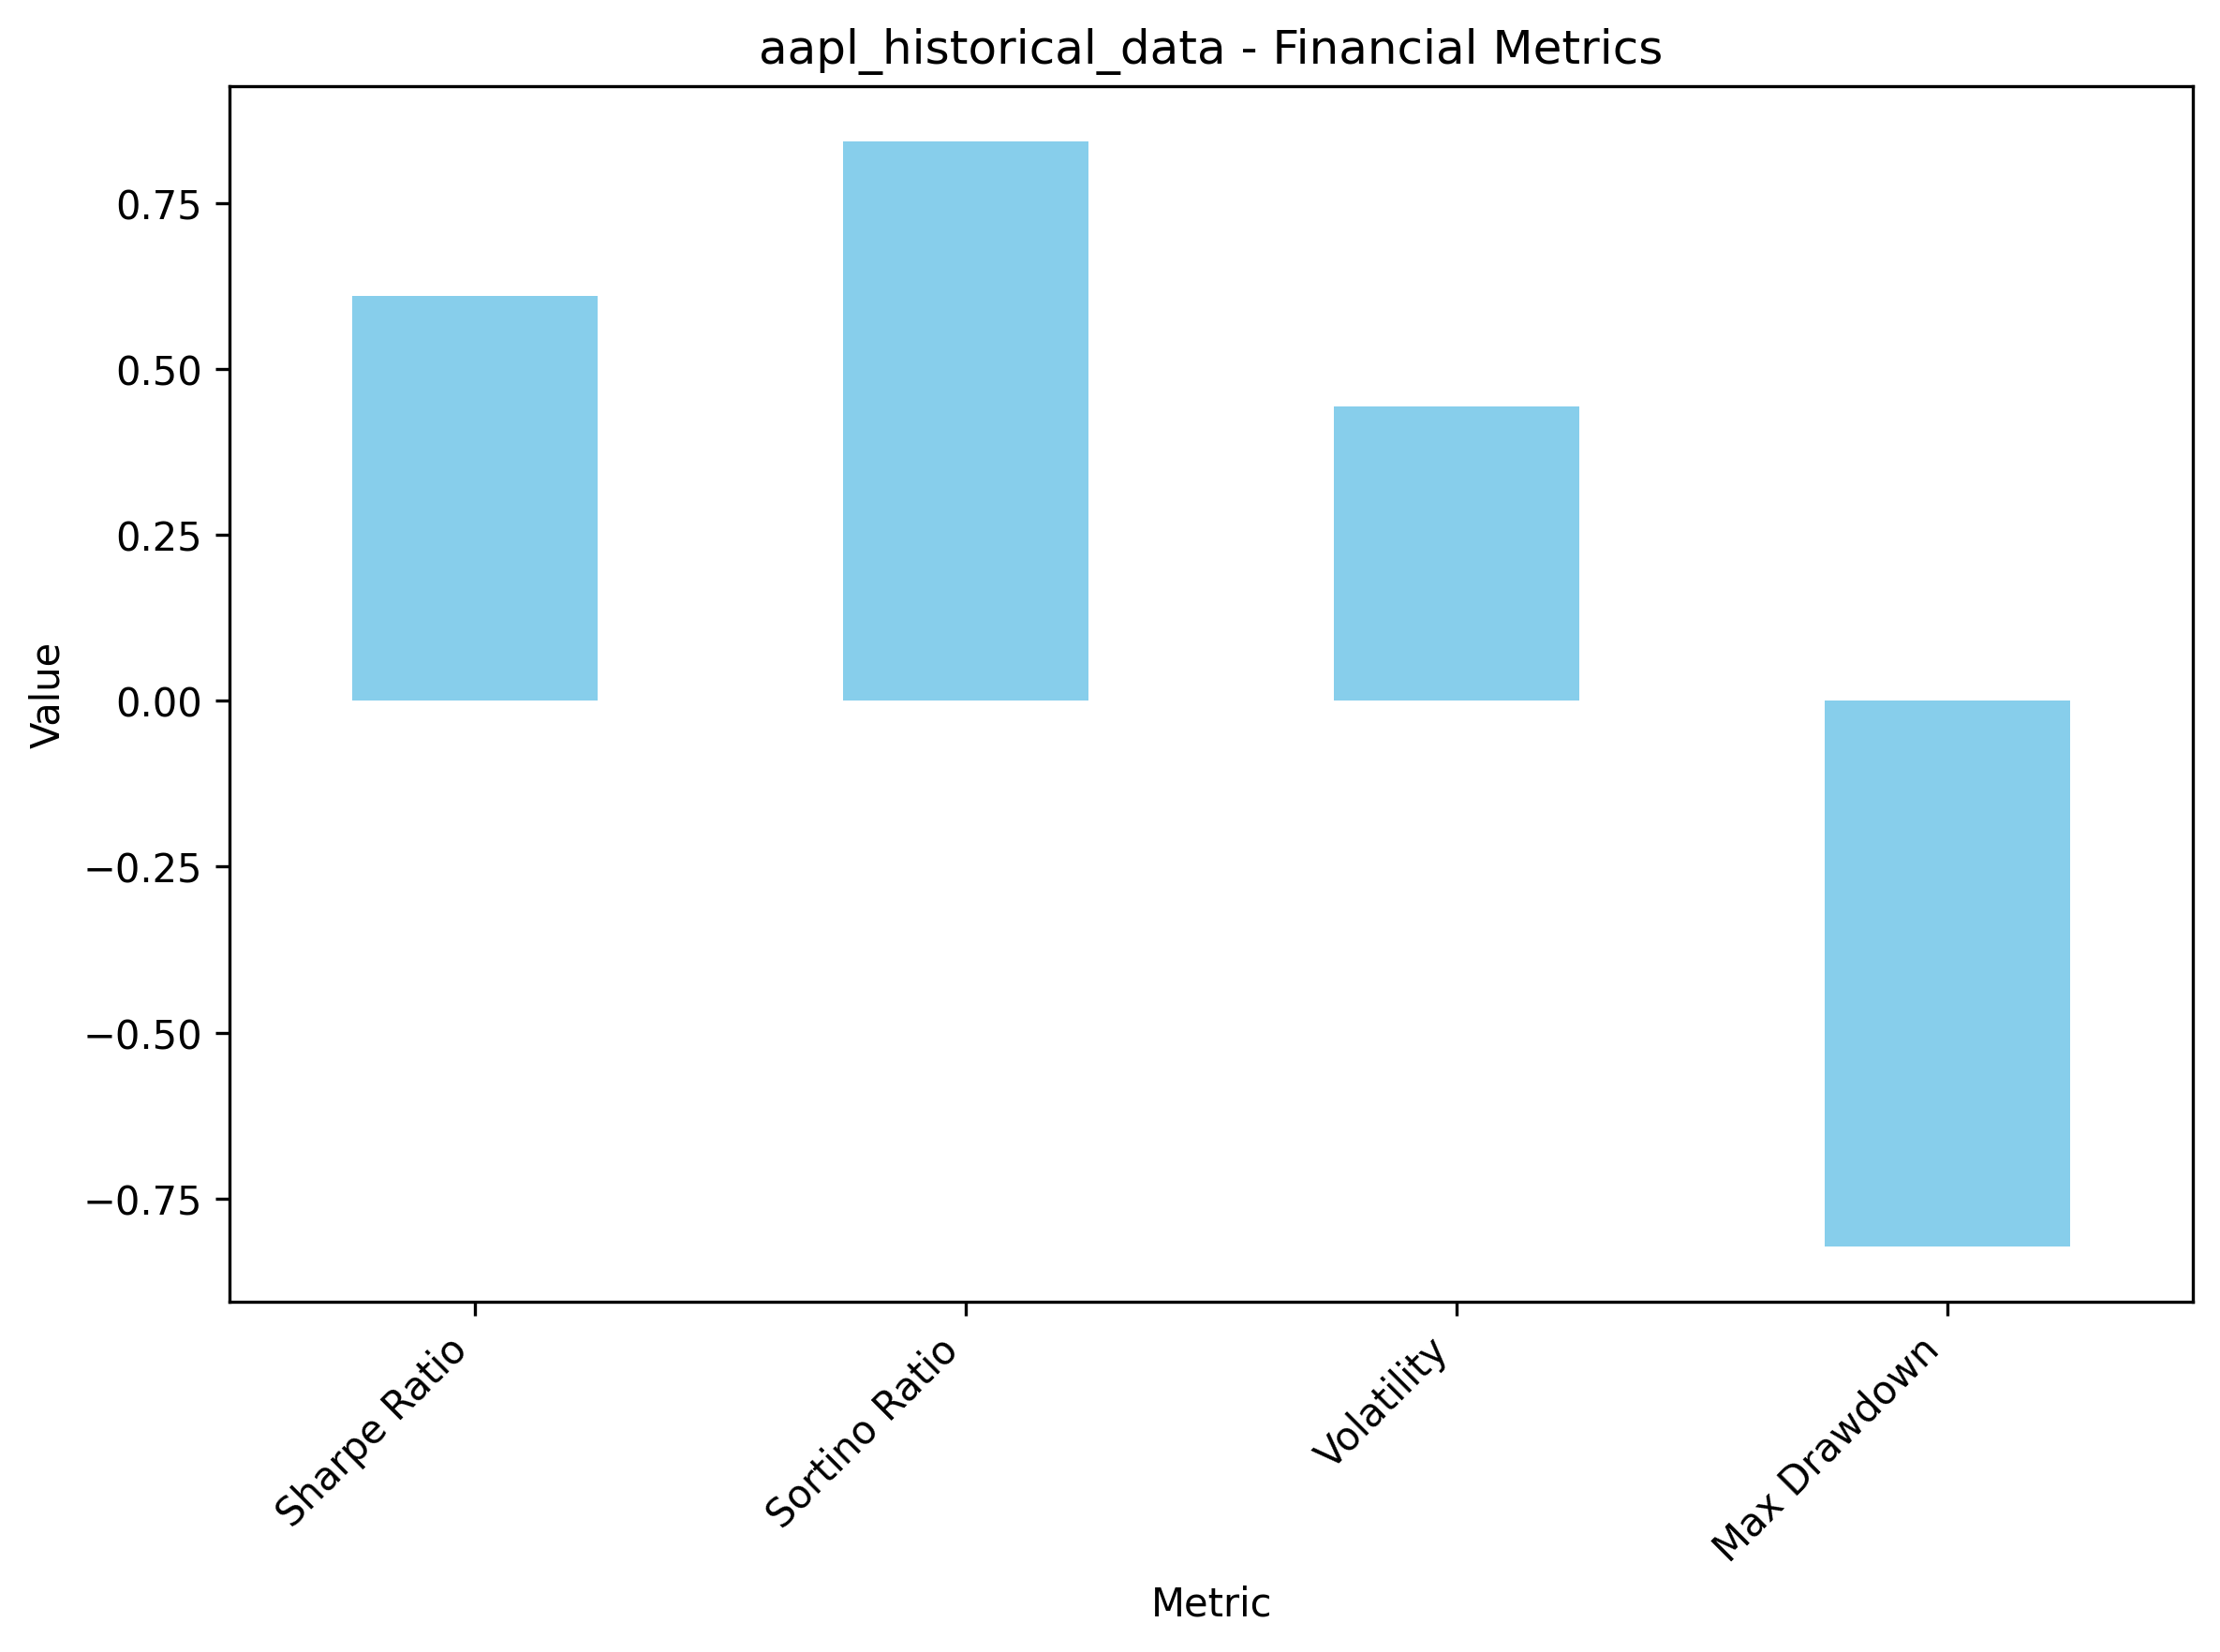 aapl_historical_data - Financial Metrics
Value
0.75
0.50
0.25
0.00
−0.25
−0.50
−0.75
Sharpe Ratio
Sortino Ratio
Volatility
Max Drawdown
Metric